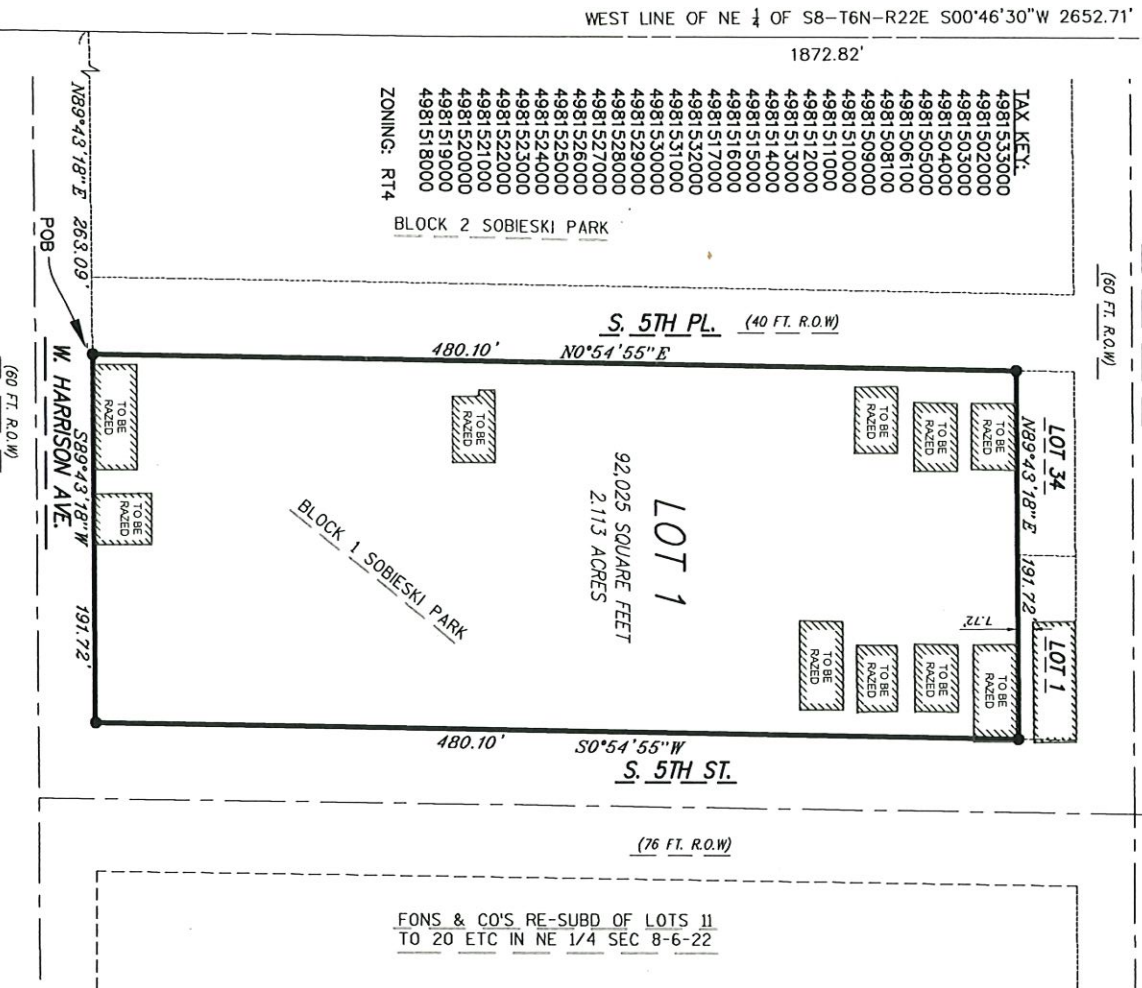 WEST LINE OF NE 1/4 OF S8-T6N-R22E S00°46'30"W 2652.71'
1872.82'
TAX KEY:
4981533000
4981502000
4981503000
4981504000
4981505000
4981506100
4981508100
4981509000
4981510000
4981511000
4981512000
4981513000
4981514000
4981515000
4981516000
4981517000
4981532000
4981531000
4981530000
4981529000
4981528000
4981527000
4981526000
4981525000
4981524000
4981523000
4981522000
4981521000
4981520000
4981519000
4981518000
ZONING: RT4
BLOCK 2 SOBIESKI PARK
(60 FT. R.O.W)
N89°43'18"E 263.09'
POB
S. 5TH PL. (40 FT. R.O.W)
480.10' N0°54'55"E
LOT 34
N89°43'18"E 191.72
LOT 1
7.72'
W. HARRISON AVE.
(60 FT. R.O.W)
S89°43'18"W 191.72'
TO BE
RAZED
TO BE
RAZED
TO BE
RAZED
TO BE
RAZED
TO BE
RAZED
TO BE
RAZED
TO BE
RAZED
TO BE
RAZED
TO BE
RAZED
TO BE
RAZED
LOT 1
92,025 SQUARE FEET
2.113 ACRES
BLOCK 1 SOBIESKI PARK
480.10' S0°54'55"W
S. 5TH ST.
(76 FT. R.O.W)
FONS & CO'S RE-SUBD OF LOTS 11
TO 20 ETC IN NE 1/4 SEC 8-6-22